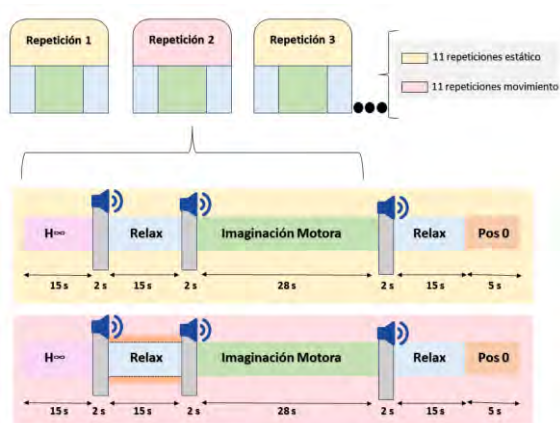 Repetición 1
Repetición 2
Repetición 3
11 repeticiones estático
11 repeticiones movimiento
H∞
Relax
Imaginación Motora
Relax
Pos 0
15 s
2 s
15 s
2 s
28 s
2 s
15 s
5 s
H∞
Relax
Imaginación Motora
Relax
Pos 0
15 s
2 s
15 s
2 s
28 s
2 s
15 s
5 s